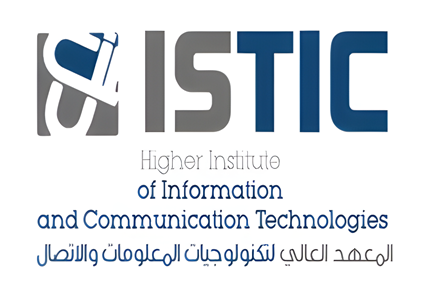 ISTIC
Higher Institute
of Information
and Communication Technologies
المعهد العالي لتكنولوجيات المعلومات والاتصال